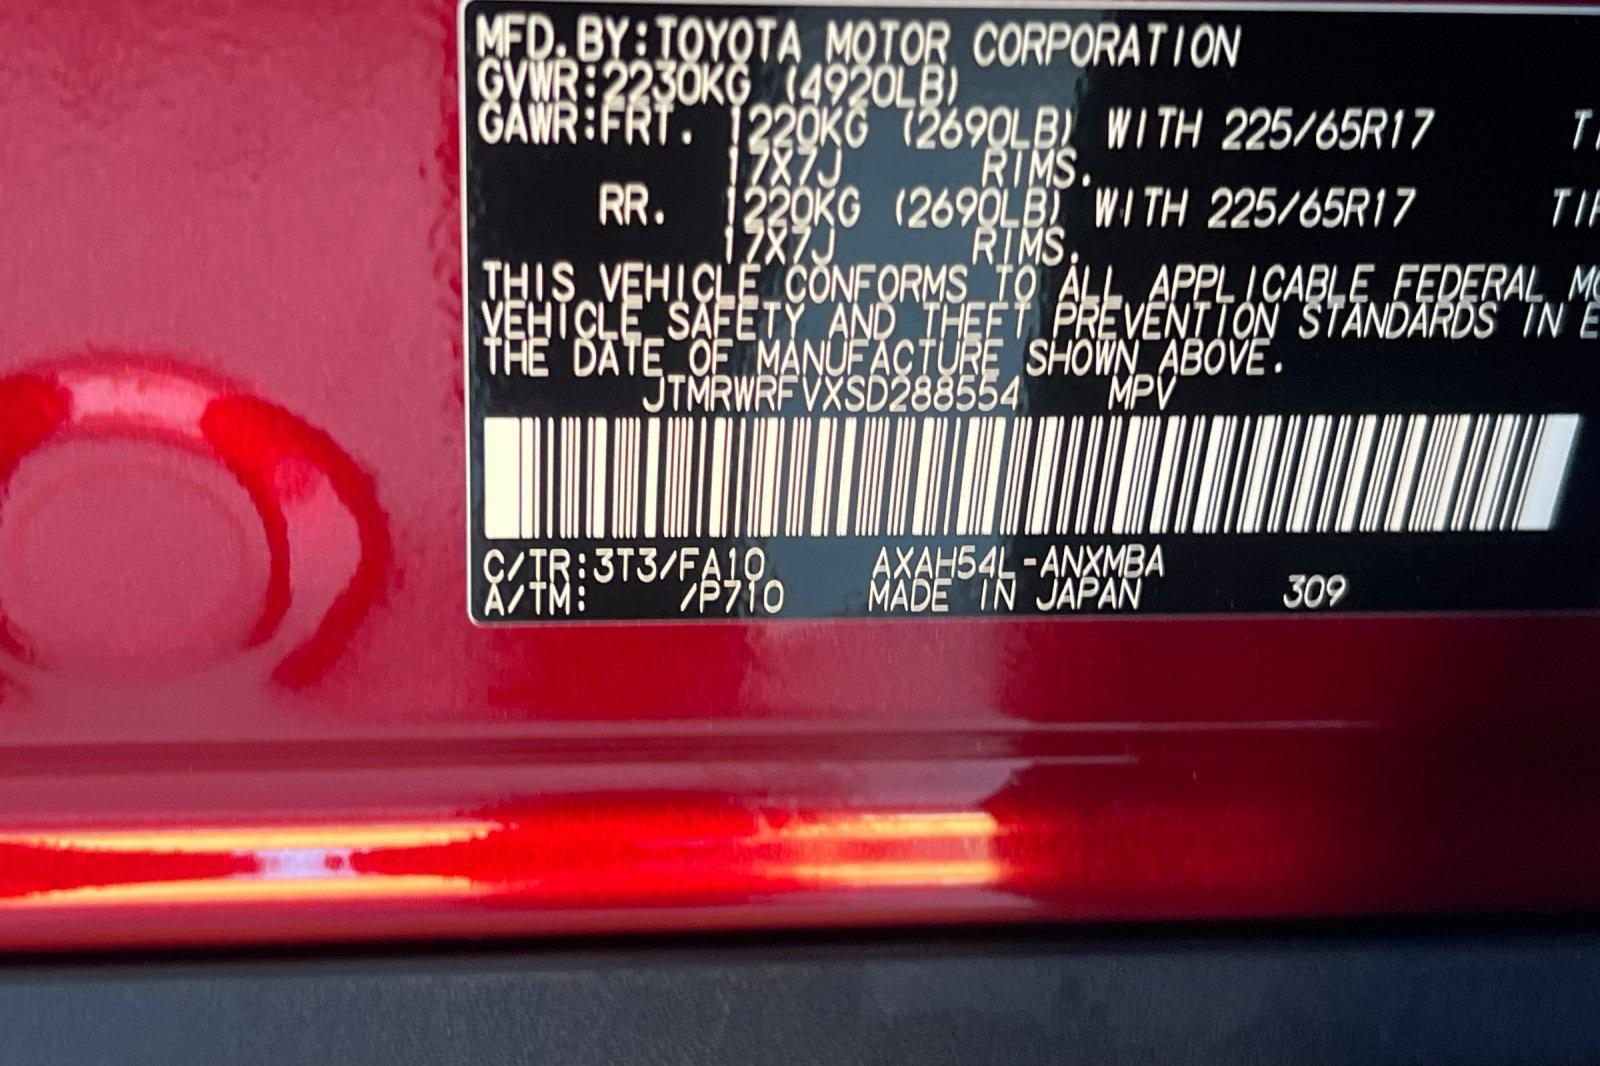 MFD. BY: TOYOTA MOTOR CORPORATION
GVWR: 2230KG (4920LB)
GAWR: FRT. 1220KG (2690LB) WITH 225/65R17
17X7J RIMS.
RR. 1220KG (2690LB) WITH 225/65R17
17X7J RIMS.
THIS VEHICLE CONFORMS TO ALL APPLICABLE FEDERAL
VEHICLE SAFETY AND THEFT PREVENTION STANDARDS IN
THE DATE OF MANUFACTURE SHOWN ABOVE.
JTMRWRFVXSD288554 MPV
C/TR: 3T3/FA10 AXAH54L-ANXMBA
A/TM: /P710 MADE IN JAPAN 309